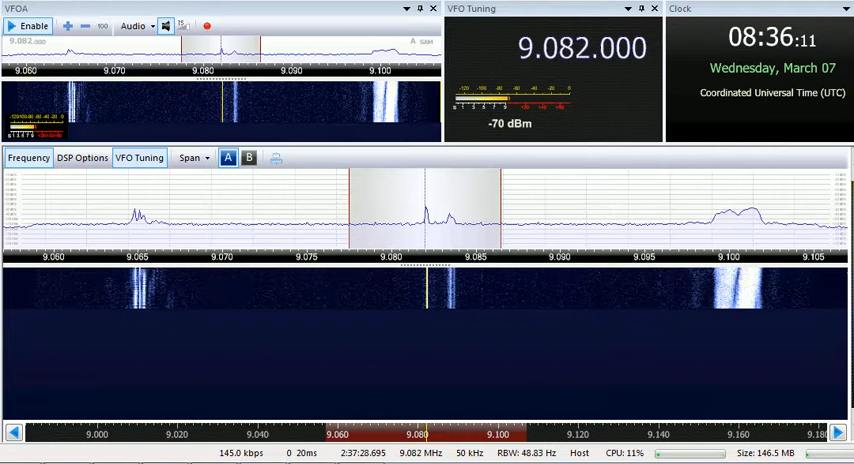 VFOA
VFO Tuning
Clock
Enable
100
Audio
75
9.082.000
A SAM
9.060 9.070 9.080 9.090 9.100
9.082.000
-70 dBm
08:36:11
Wednesday, March 07
Coordinated Universal Time (UTC)
Frequency DSP Options VFO Tuning Span A B
9.060 9.065 9.070 9.075 9.080 9.085 9.090 9.095 9.100 9.105
9.000 9.020 9.040 9.060 9.080 9.100 9.120 9.140 9.160 9.180
145.0 kbps 0 20ms 2:37:28.695 9.082 MHz 50 kHz RBW: 48.83 Hz Host CPU: 11% Size: 146.5 MB